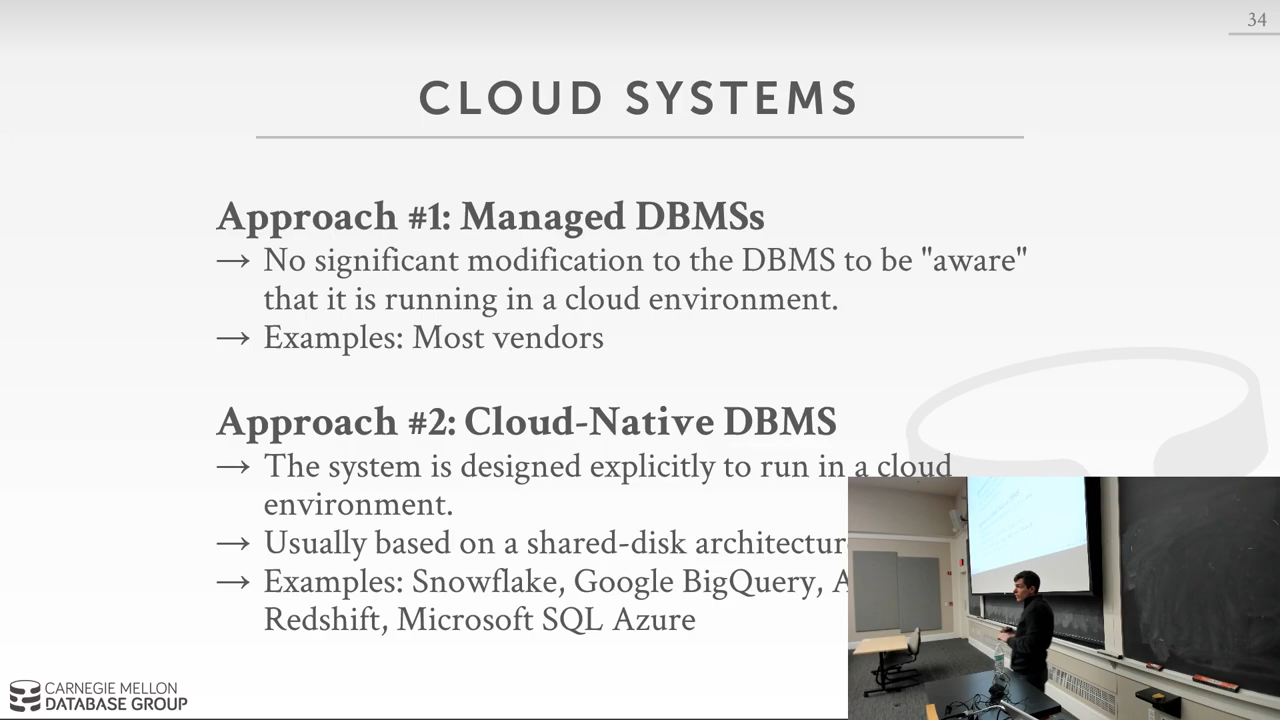 34
CLOUD SYSTEMS
Approach #1: Managed DBMSs
→ No significant modification to the DBMS to be "aware"
that it is running in a cloud environment.
→ Examples: Most vendors
Approach #2: Cloud-Native DBMS
→ The system is designed explicitly to run in a cloud
environment.
→ Usually based on a shared-disk architectur
→ Examples: Snowflake, Google BigQuery, A
Redshift, Microsoft SQL Azure
CARNEGIE MELLON
DATABASE GROUP